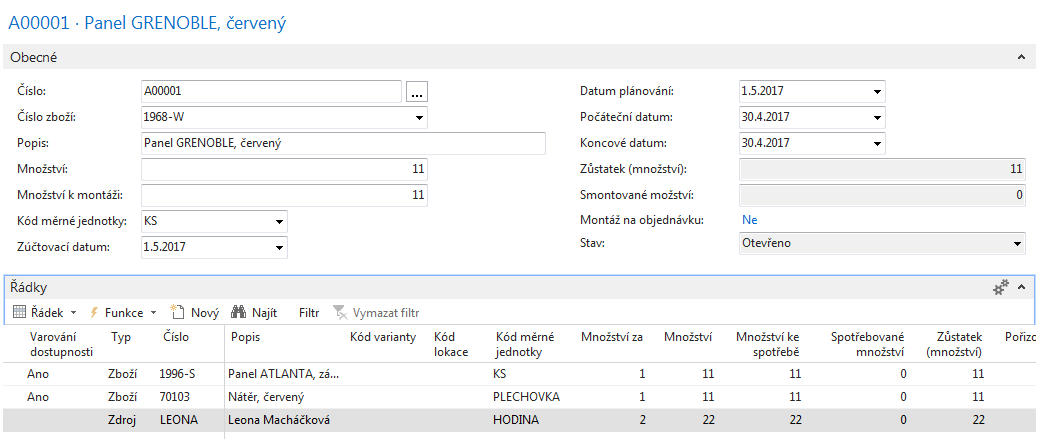 A00001 · Panel GRENOBLE, červený
Obecné
Číslo: A00001 ... Datum plánování: 1.5.2017
Číslo zboží: 1968-W Počáteční datum: 30.4.2017
Popis: Panel GRENOBLE, červený Koncové datum: 30.4.2017
Množství: 11 Zůstatek (množství): 11
Množství k montáži: 11 Smontované možství: 0
Kód měrné jednotky: KS Montáž na objednávku: Ne
Zúčtovací datum: 1.5.2017 Stav: Otevřeno
Řádky
Řádek Funkce Nový Najít Filtr Vymazat filtr
Varování Typ Číslo Popis Kód varianty Kód Kód měrné Množství za Množství Množství ke Spotřebované Zůstatek Pořizo
dostupnosti lokace jednotky spotřebě množství (množství)
Ano Zboží 1996-S Panel ATLANTA, zá... KS 1 11 11 0 11
Ano Zboží 70103 Nátěr, červený PLECHOVKA 1 11 11 0 11
Zdroj LEONA Leona Macháčková HODINA 2 22 22 0 22